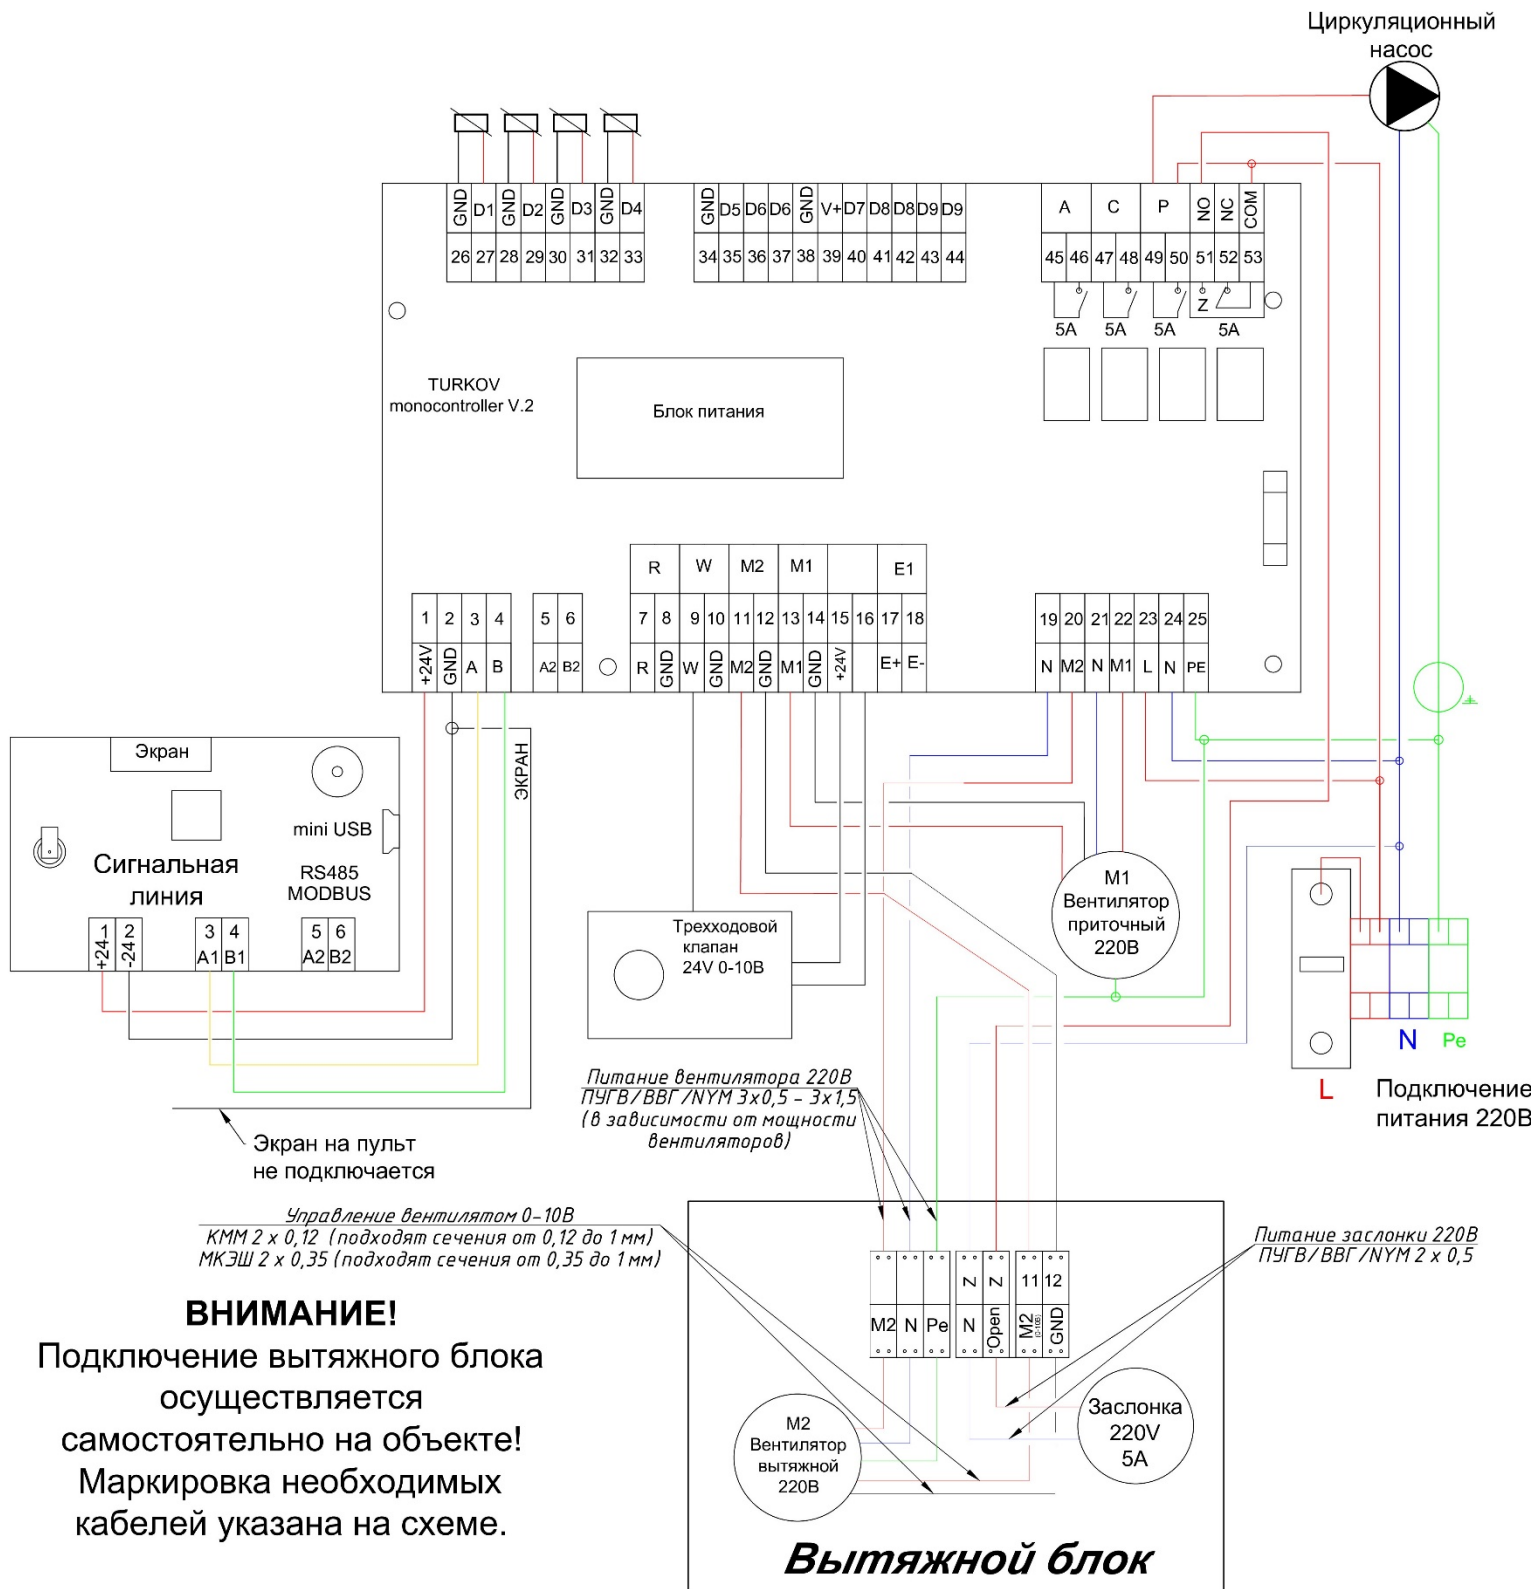 Циркуляционный
насос
GND D1 GND D2 GND D3 GND D4
26 27 28 29 30 31 32 33
GND D5 D6 D6 GND V+ D7 D8 D8 D9 D9
34 35 36 37 38 39 40 41 42 43 44
A C P NO NC COM
45 46 47 48 49 50 51 52 53
Z
5A 5A 5A 5A
TURKOV
monocontroller V.2
Блок питания
R W M2 M1 E1
1 2 3 4
+24V GND A B
5 6
A2 B2
7 8 9 10 11 12 13 14 15 16 17 18
R GND W GND M2 GND M1 GND +24V E+ E-
19 20 21 22 23 24 25
N M2 N M1 L N PE
Экран
mini USB
Сигнальная
линия
RS485
MODBUS
1 2
+24 -24
3 4
A1 B1
5 6
A2 B2
ЭКРАН
Экран на пульт
не подключается
Трехходовой
клапан
24V 0-10В
М1
Вентилятор
приточный
220В
N
Pe
L
Подключение
питания 220В
Питание вентилятора 220В
ПУГВ/ВВГ/NYM 3х0,5 – 3х1,5
(в зависимости от мощности
вентиляторов)
Управление вентилятом 0-10В
КММ 2 х 0,12 (подходят сечения от 0,12 до 1 мм)
МКЭШ 2 х 0,35 (подходят сечения от 0,35 до 1 мм)
Питание заслонки 220В
ПУГВ/ВВГ/NYM 2 х 0,5
ВНИМАНИЕ!
Подключение вытяжного блока
осуществляется
самостоятельно на объекте!
Маркировка необходимых
кабелей указана на схеме.
Z Z 11 12
M2 N Pe N Open M2 (0-10В) GND
М2
Вентилятор
вытяжной
220В
Заслонка
220V
5А
Вытяжной блок